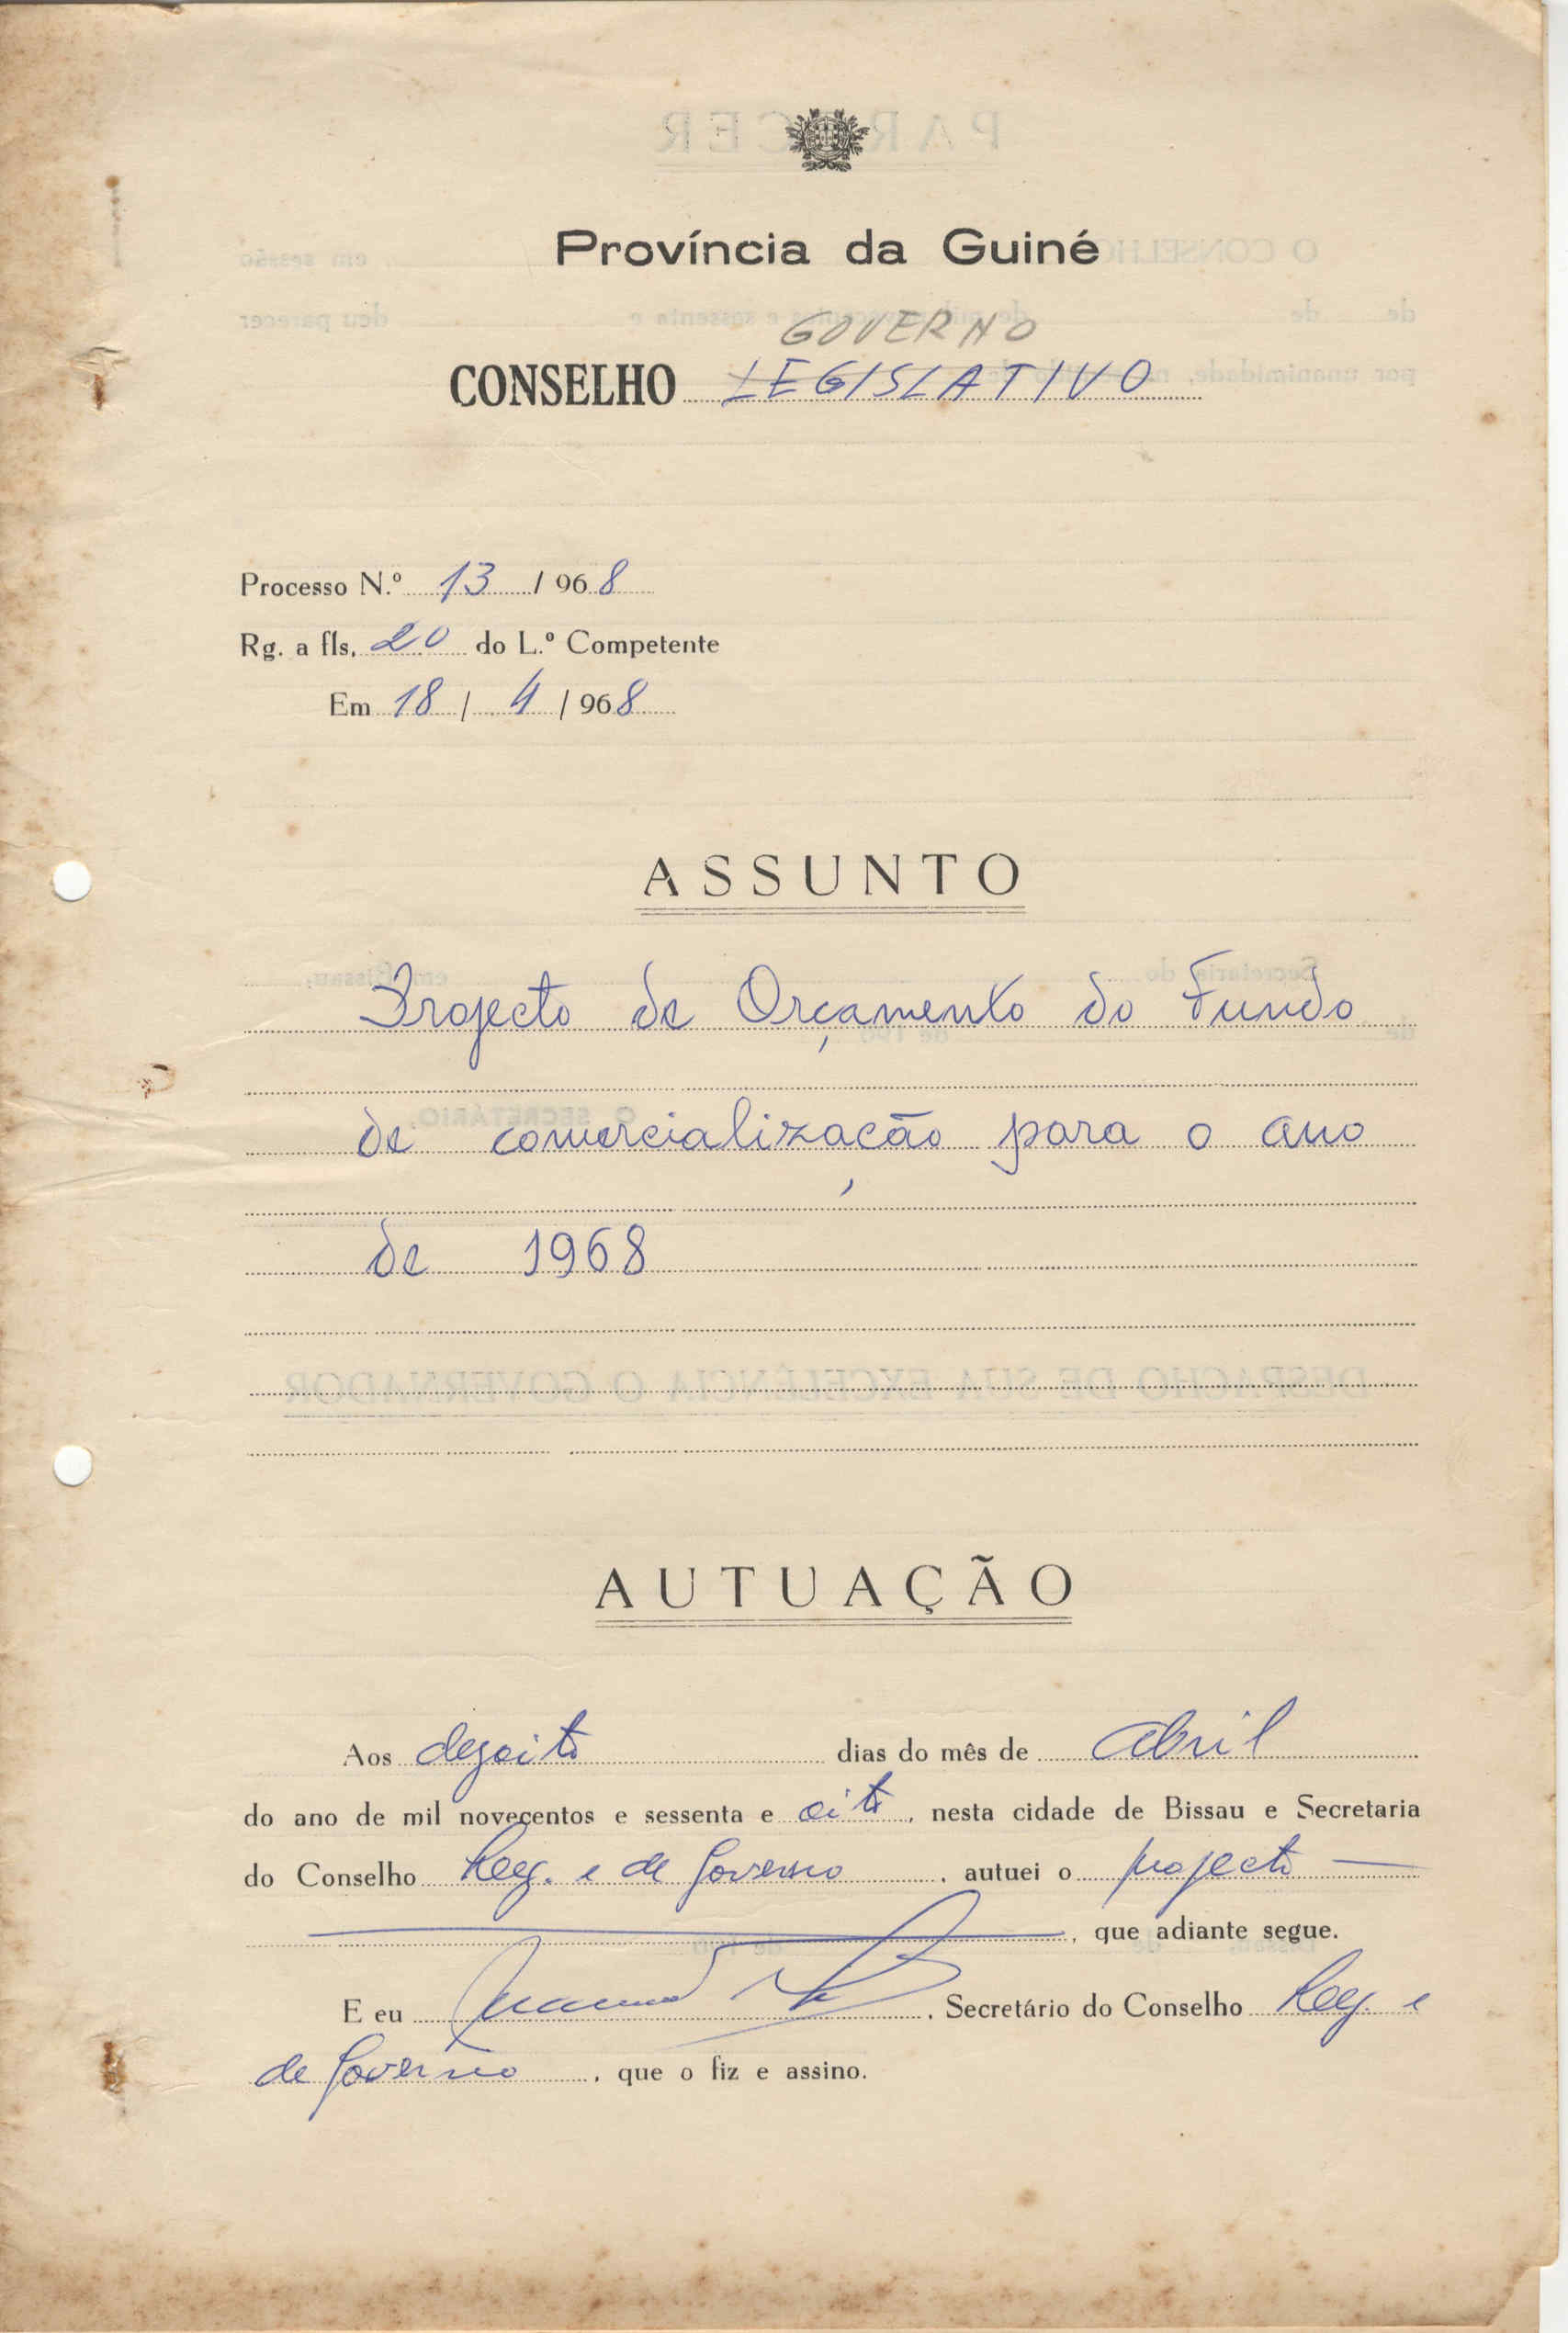 Província da Guiné
GOVERNO
CONSELHO LEGISLATIVO
Processo N.º 13 / 968
Rg. a fls. 20 do L.º Competente
Em 18 / 4 / 968
ASSUNTO
Projecto de Orçamento do Fundo
de comercialização para o ano
de 1968
AUTUAÇÃO
Aos dezoito dias do mês de Abril
do ano de mil novecentos e sessenta e oito, nesta cidade de Bissau e Secretaria
do Conselho Leg. e de Governo, autuei o projecto —
, que adiante segue.
E eu , Secretário do Conselho Leg. e
de Governo, que o fiz e assino.